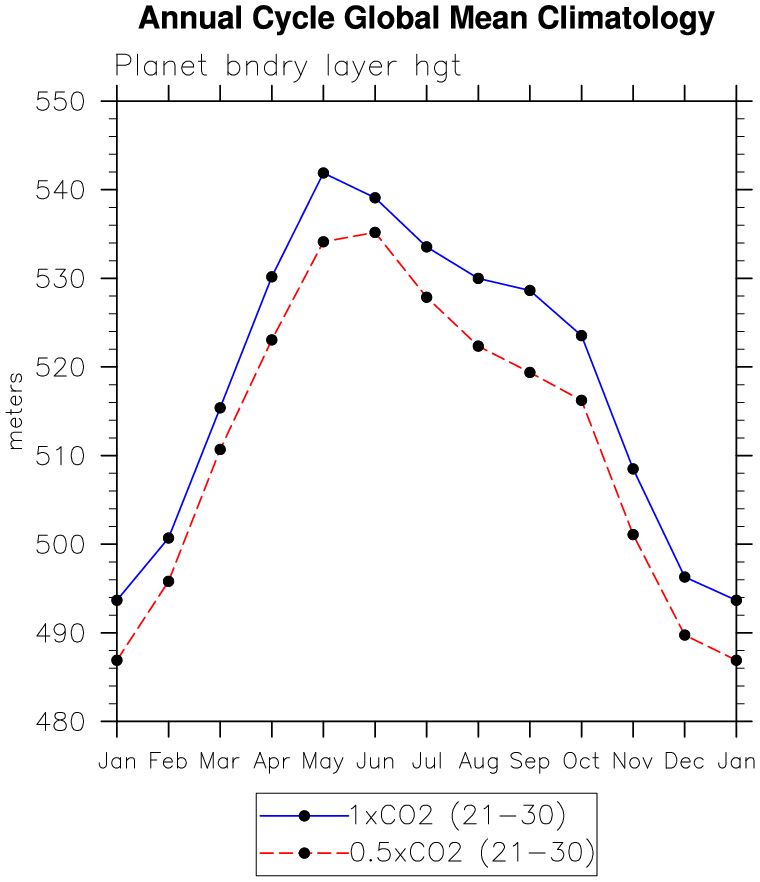 Annual Cycle Global Mean Climatology
Planet bndry layer hgt
550
540
530
520
510
500
490
480
meters
Jan Feb Mar Apr May Jun Jul Aug Sep Oct Nov Dec Jan
1xCO2 (21-30)
0.5xCO2 (21-30)